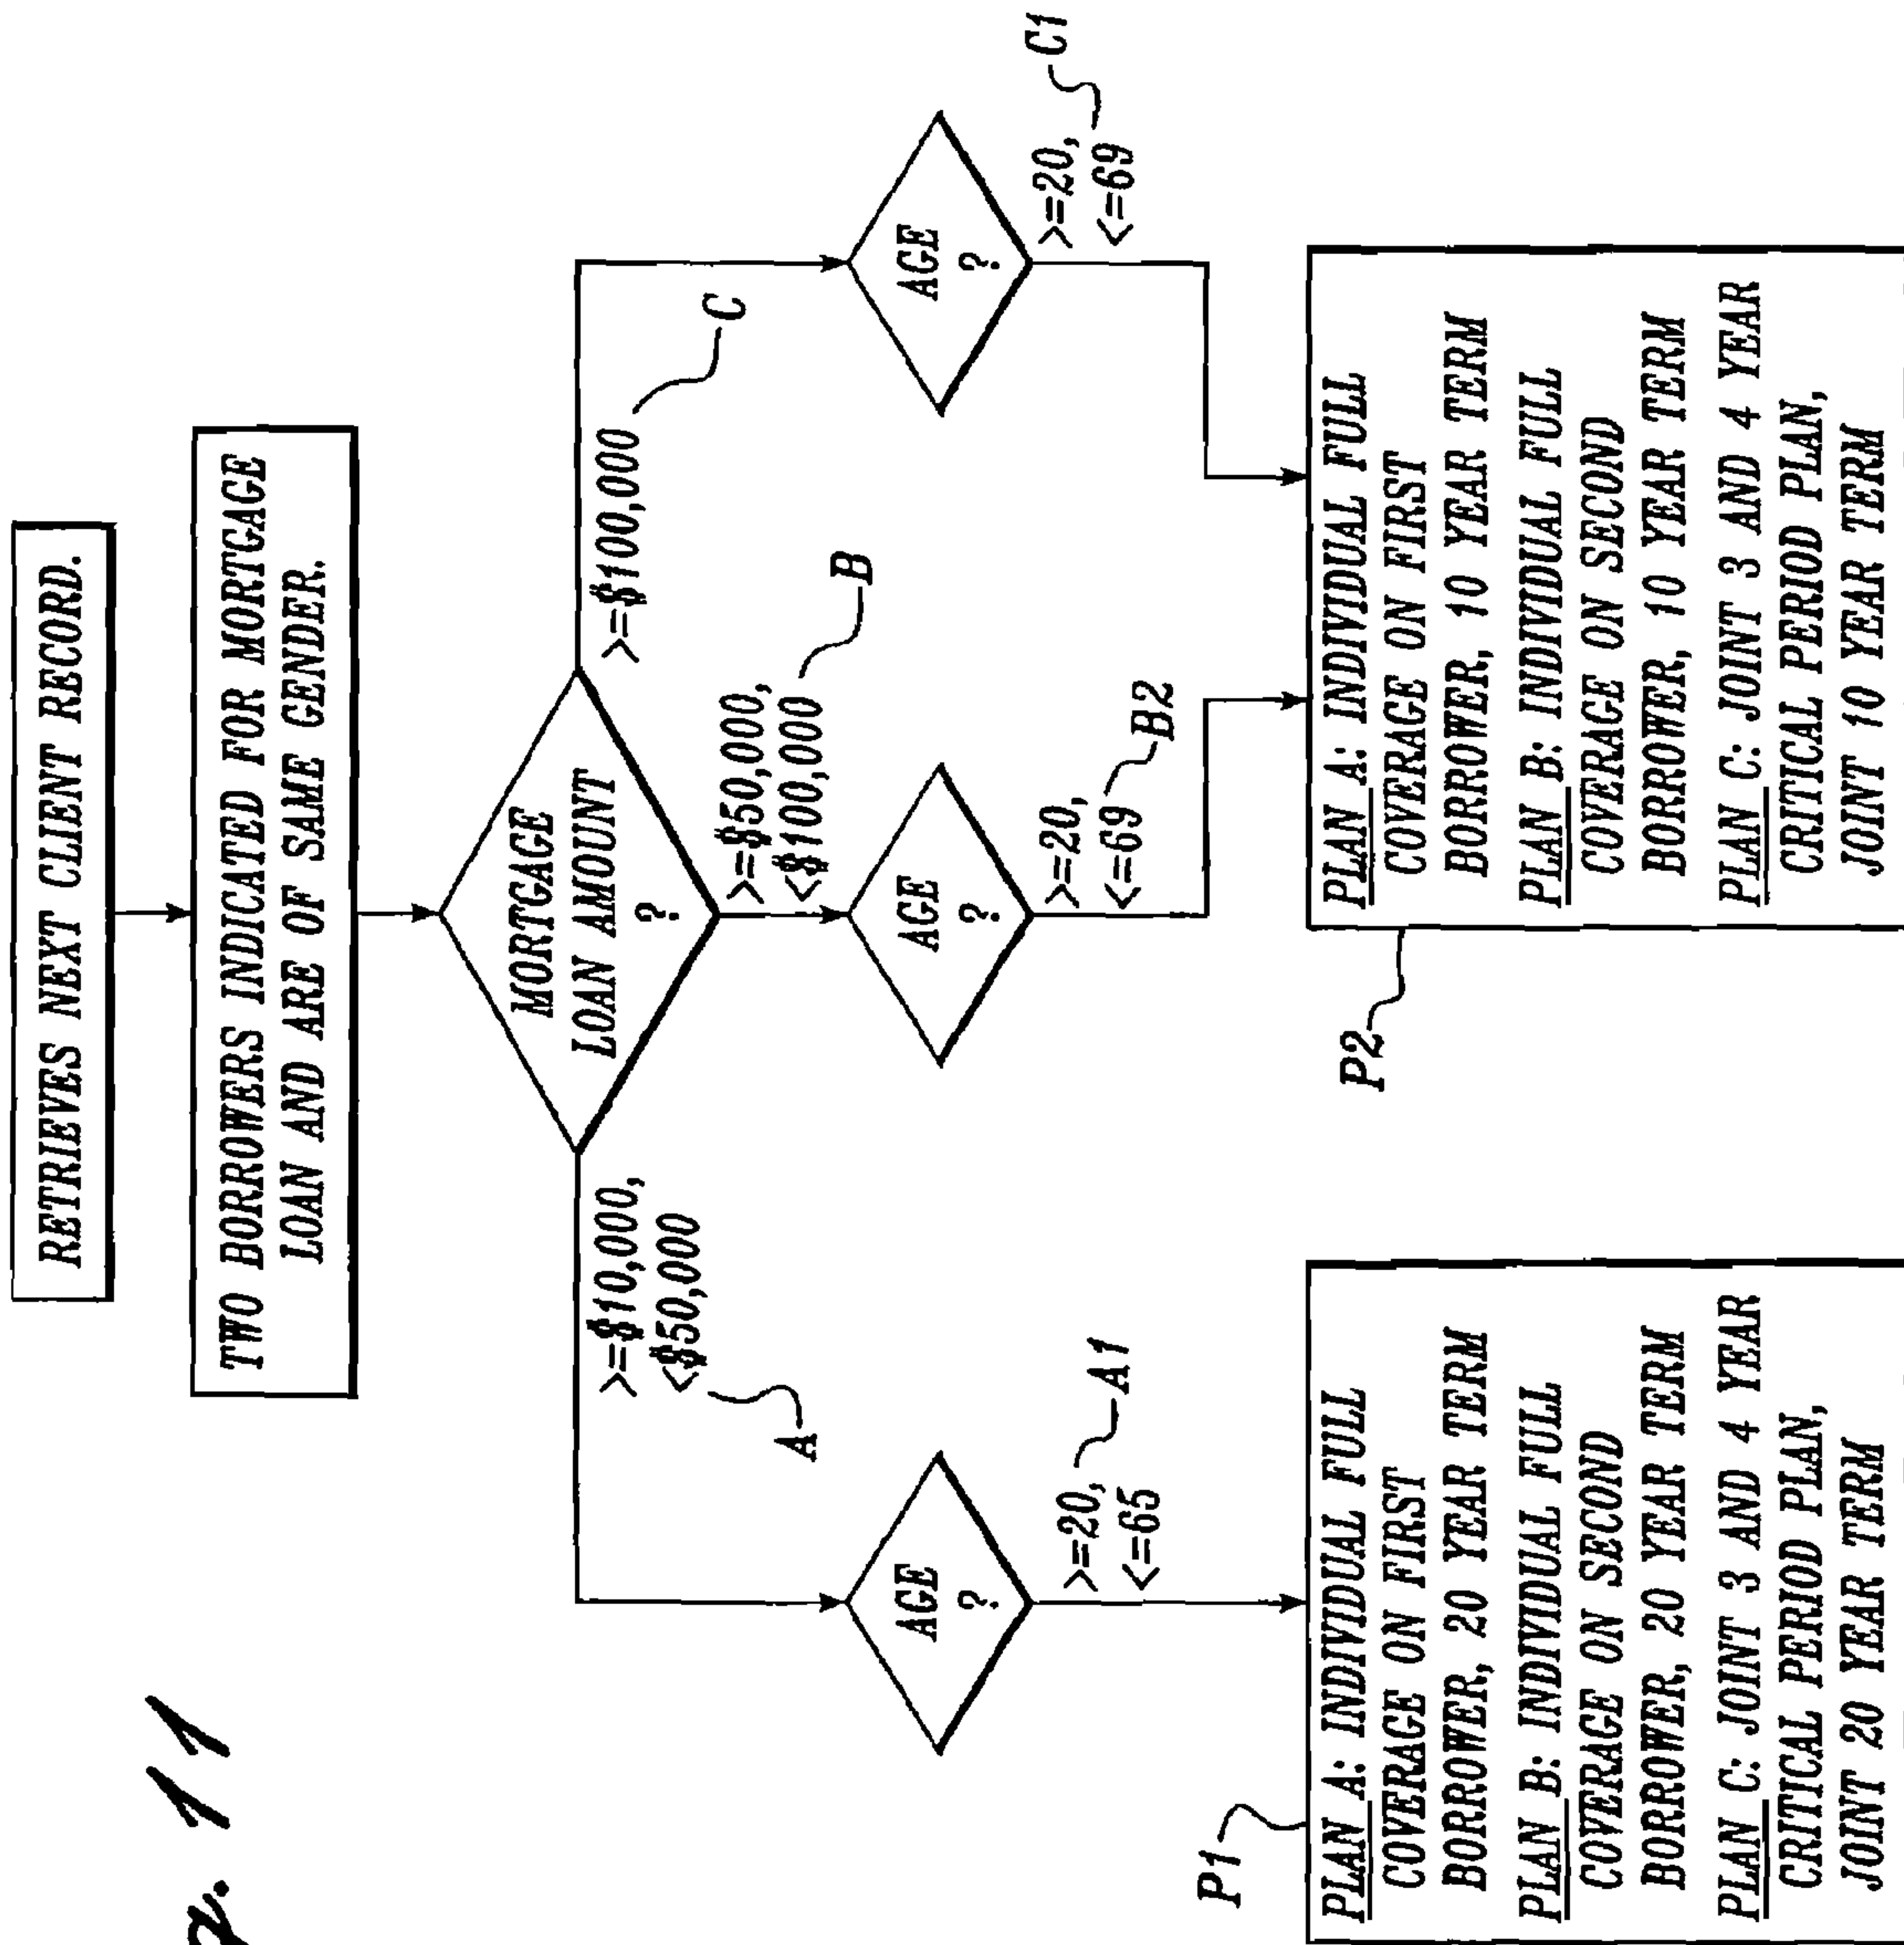 RETRIEVES NEXT CLIENT RECORD.
TWO BORROWERS INDICATED FOR MORTGAGE
LOAN AND ARE OF SAME GENDER.
MORTGAGE
LOAN AMOUNT
?
>=$10,000,
<$50,000
A
>=$50,000,
<$100,000
B
>=$100,000
C
AGE
?
>=20,
<=65
A1
AGE
?
>=20,
<=69
B2
AGE
?
>=20,
<=69
C1
P1
PLAN A: INDIVIDUAL FULL
COVERAGE ON FIRST
BORROWER, 20 YEAR TERM
PLAN B: INDIVIDUAL FULL
COVERAGE ON SECOND
BORROWER, 20 YEAR TERM
PLAN C: JOINT 3 AND 4 YEAR
CRITICAL PERIOD PLAN,
JOINT 20 YEAR TERM
P2
PLAN A: INDIVIDUAL FULL
COVERAGE ON FIRST
BORROWER, 10 YEAR TERM
PLAN B: INDIVIDUAL FULL
COVERAGE ON SECOND
BORROWER, 10 YEAR TERM
PLAN C: JOINT 3 AND 4 YEAR
CRITICAL PERIOD PLAN,
JOINT 10 YEAR TERM
11